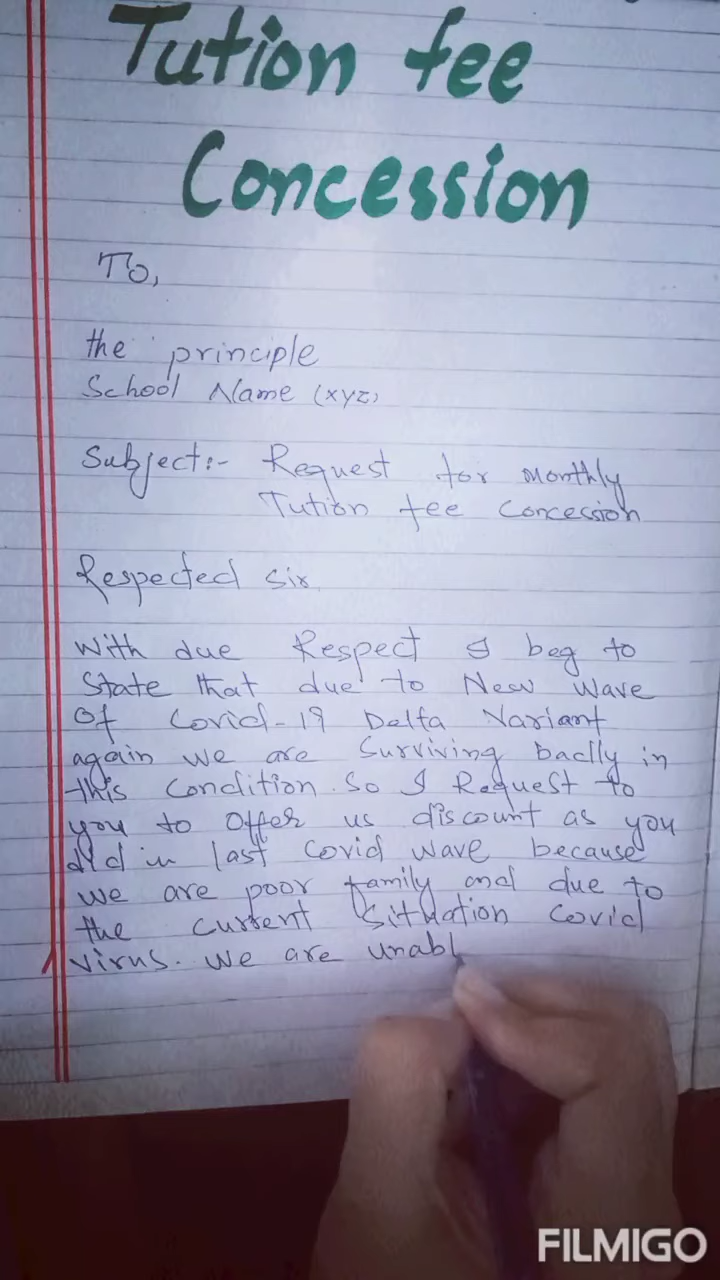 Tution fee
Concession
To,
the principle
School Name (xyz)
Subject:- Request for monthly
Tution fee Concession
Respected sir
With due Respect I beg to
State that due to New Wave
Of Covid-19 Delta Variant
again we are Surviving badly in
this condition. So I Request to
you to Offer us discount as you
did in last Covid wave because
we are poor family and due to
the current Situation Covid
virus. We are unabl
FILMIGO